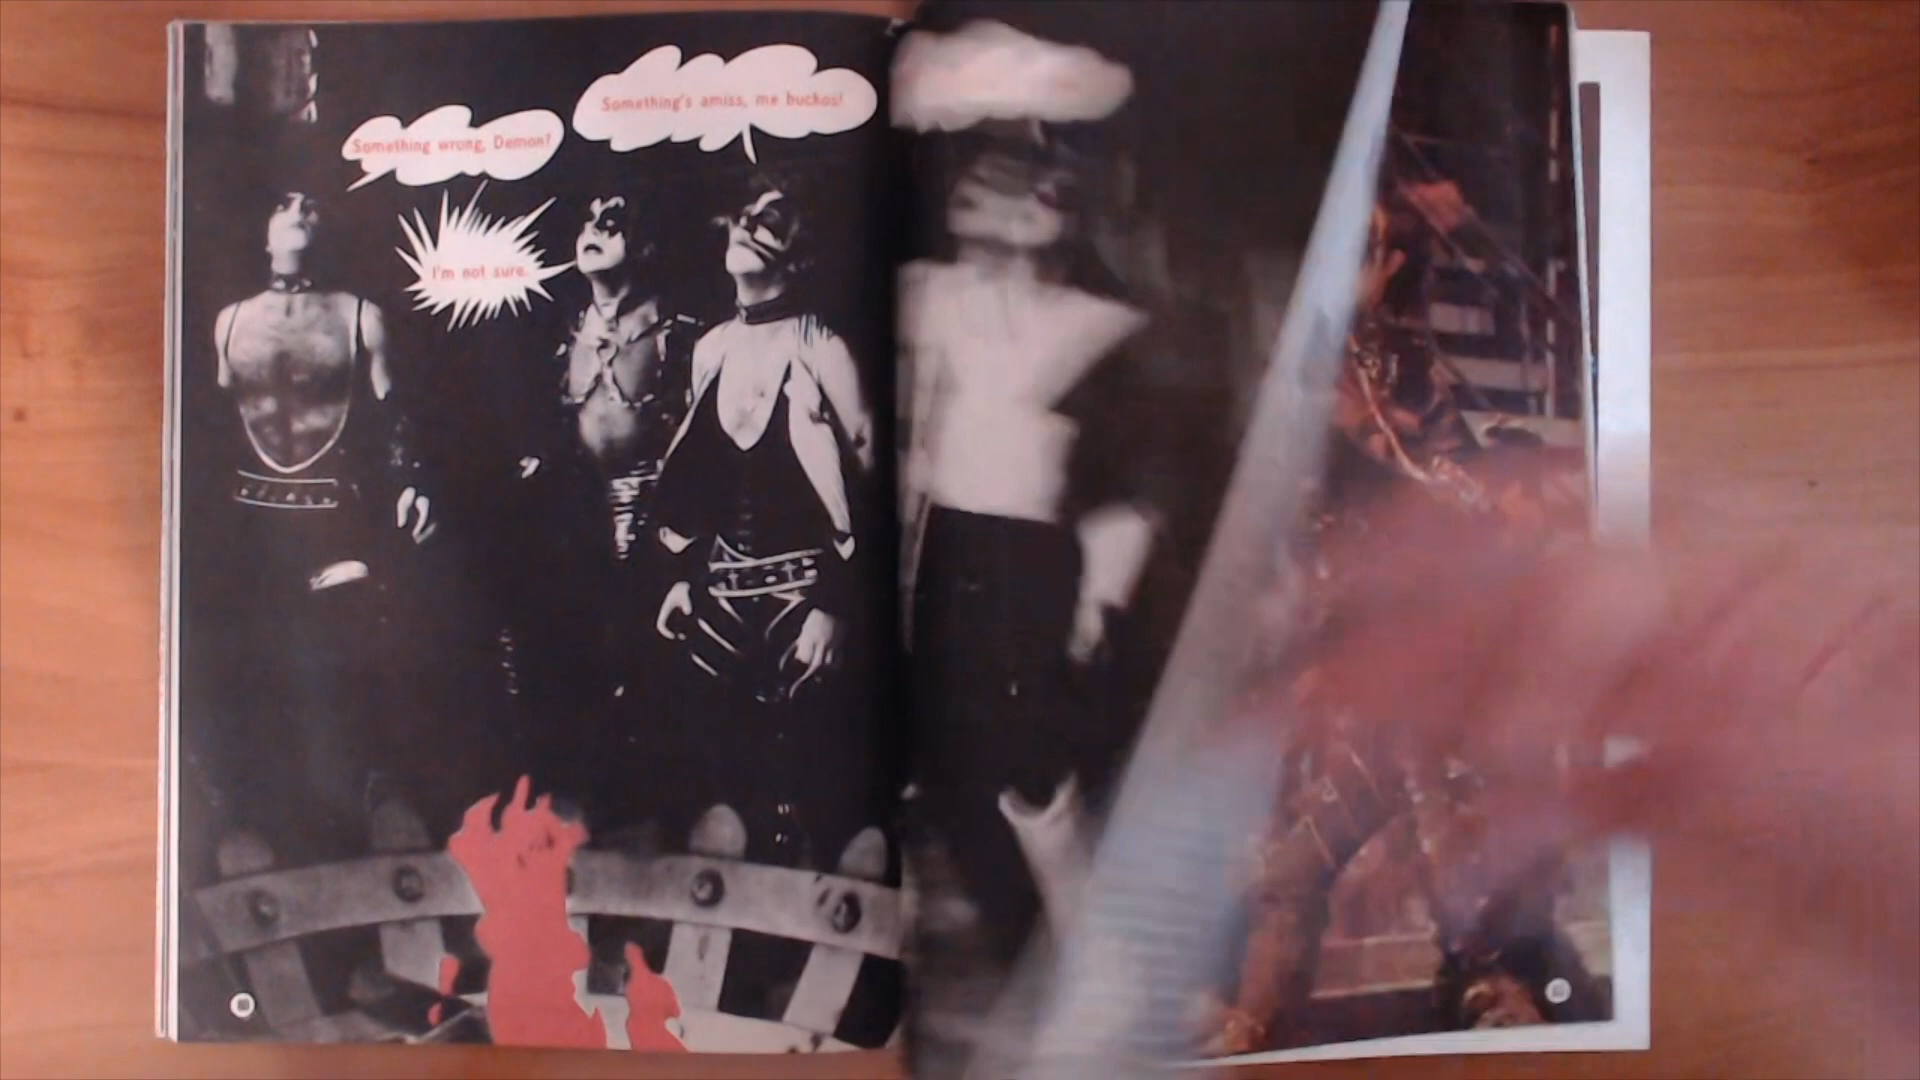 Something wrong, Demon?
Something's amiss, me buckos!
I'm not sure.